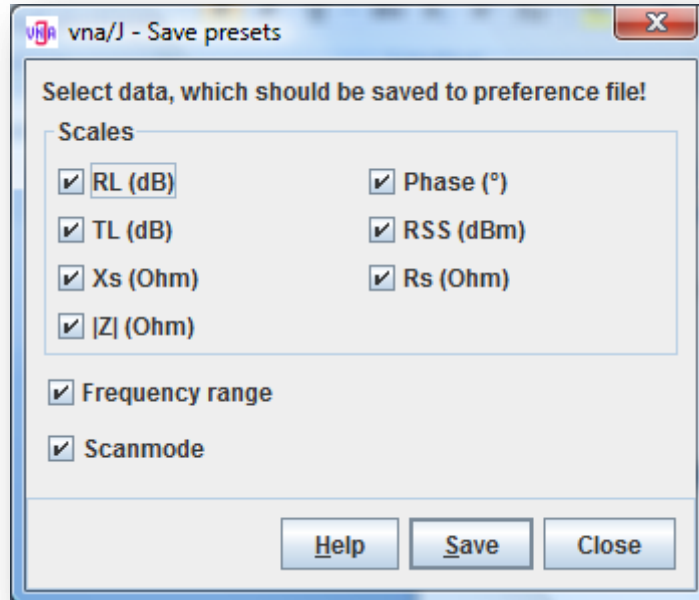 vna/J - Save presets
Select data, which should be saved to preference file!
Scales
RL (dB) Phase (°)
TL (dB) RSS (dBm)
Xs (Ohm) Rs (Ohm)
|Z| (Ohm)
Frequency range
Scanmode
Help Save Close